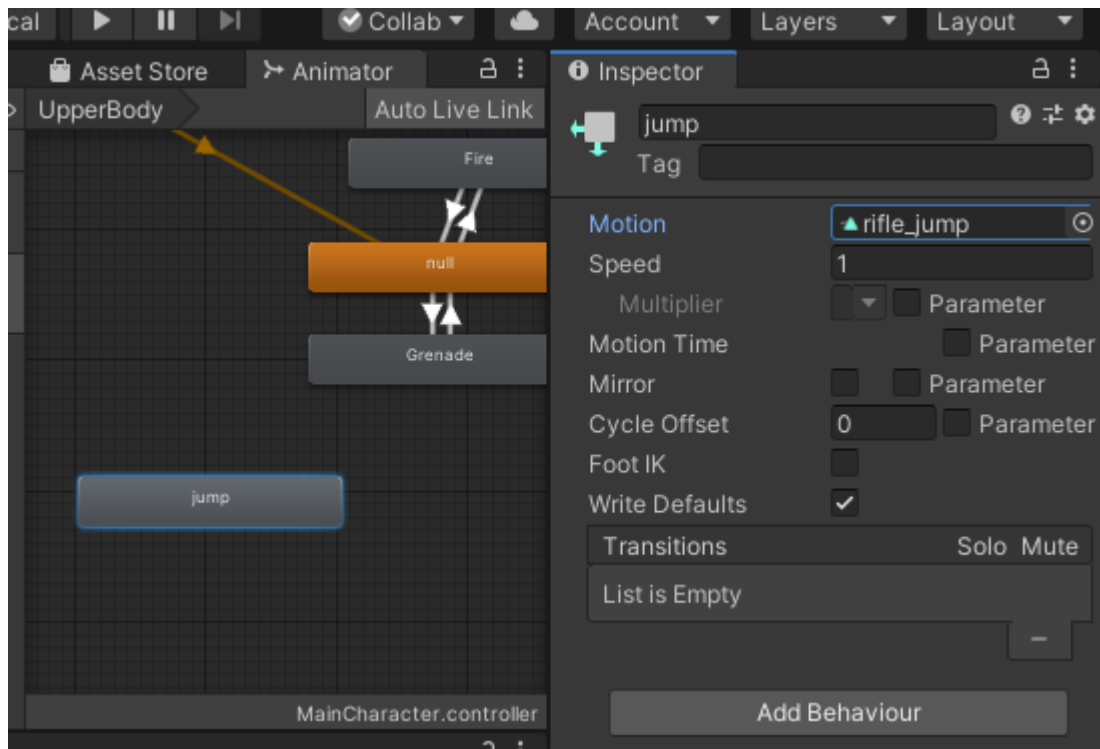 cal Collab Account Layers Layout
Asset Store Animator
UpperBody Auto Live Link
Fire
null
Grenade
jump
MainCharacter.controller
Inspector
jump
Tag
Motion rifle_jump
Speed 1
Multiplier Parameter
Motion Time Parameter
Mirror Parameter
Cycle Offset 0 Parameter
Foot IK
Write Defaults
Transitions Solo Mute
List is Empty
Add Behaviour